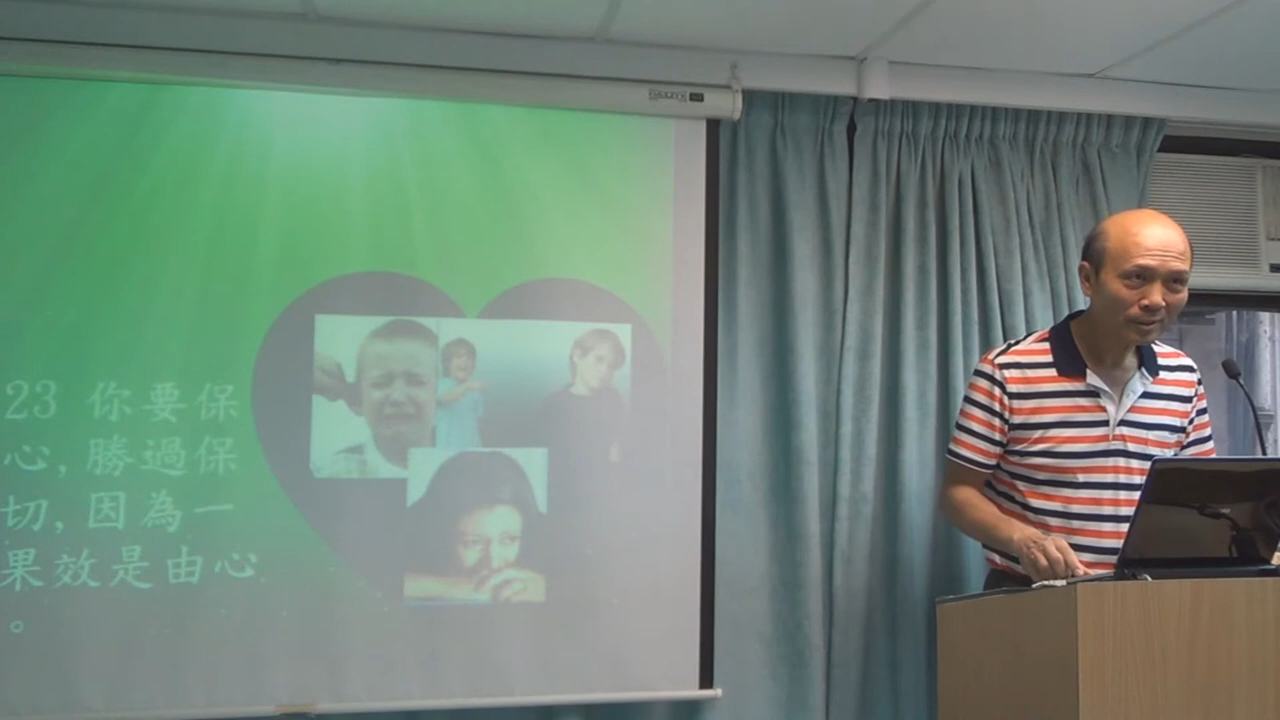 23 你要保
心, 勝過保
切, 因為一
果效是由心
。